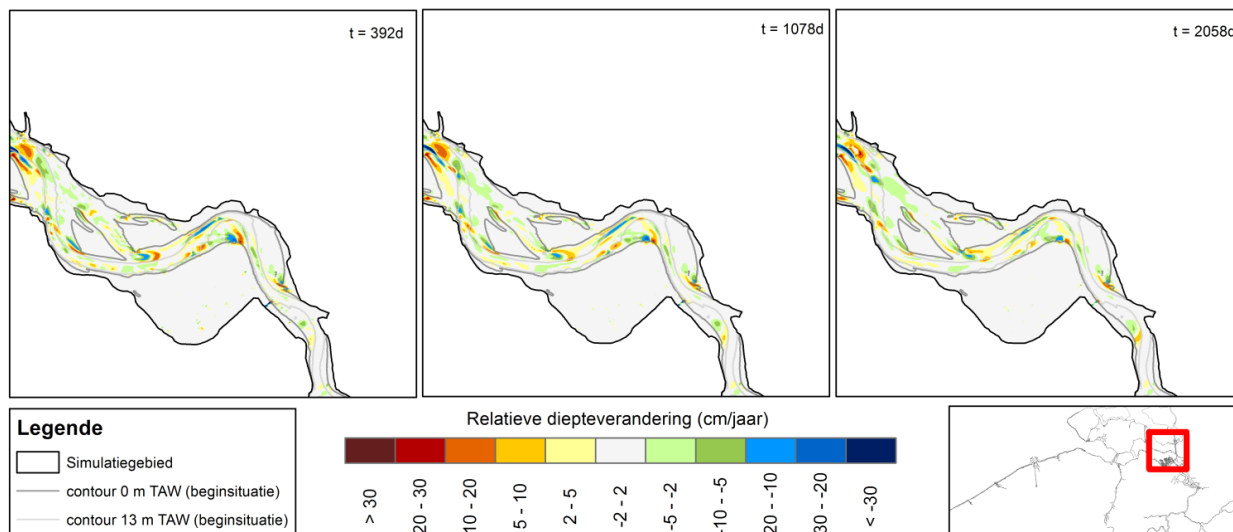 t = 392d
t = 1078d
t = 2058d
Legende
Simulatiegebied
contour 0 m TAW (beginsituatie)
contour 13 m TAW (beginsituatie)
Relatieve diepteverandering (cm/jaar)
> 30
20 - 30
10 - 20
5 - 10
2 - 5
-2 - 2
-5 - -2
-10 - -5
-20 - -10
-30 - -20
< -30